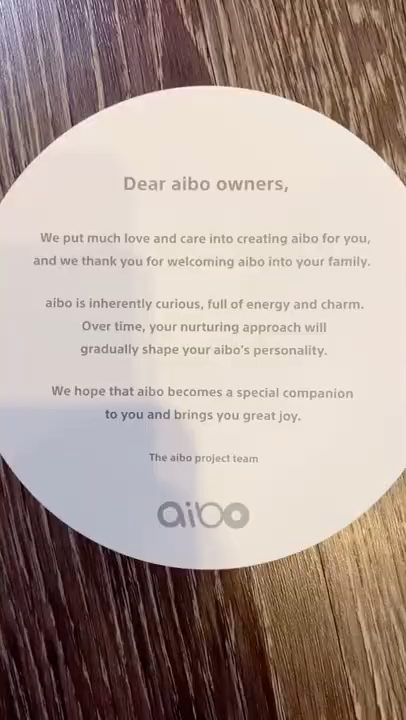 Dear aibo owners,
We put much love and care into creating aibo for you,
and we thank you for welcoming aibo into your family.
aibo is inherently curious, full of energy and charm.
Over time, your nurturing approach will
gradually shape your aibo's personality.
We hope that aibo becomes a special companion
to you and brings you great joy.
The aibo project team
aibo